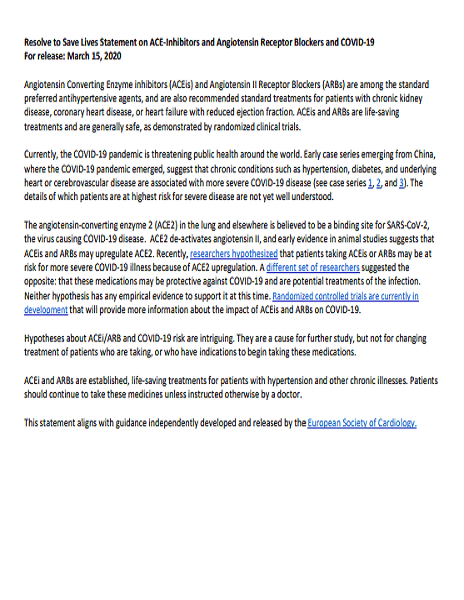 Resolve to Save Lives Statement on ACE-Inhibitors and Angiotensin Receptor Blockers and COVID-19
For release: March 15, 2020
Angiotensin Converting Enzyme inhibitors (ACEis) and Angiotensin II Receptor Blockers (ARBs) are among the standard
preferred antihypertensive agents, and are also recommended standard treatments for patients with chronic kidney
disease, coronary heart disease, or heart failure with reduced ejection fraction. ACEis and ARBs are life-saving
treatments and are generally safe, as demonstrated by randomized clinical trials.
Currently, the COVID-19 pandemic is threatening public health around the world. Early case series emerging from China,
where the COVID-19 pandemic emerged, suggest that chronic conditions such as hypertension, diabetes, and underlying
heart or cerebrovascular disease are associated with more severe COVID-19 disease (see case series 1, 2, and 3). The
details of which patients are at highest risk for severe disease are not yet well understood.
The angiotensin-converting enzyme 2 (ACE2) in the lung and elsewhere is believed to be a binding site for SARS-CoV-2,
the virus causing COVID-19 disease. ACE2 de-activates angiotensin II, and early evidence in animal studies suggests that
ACEis and ARBs may upregulate ACE2. Recently, researchers hypothesized that patients taking ACEis or ARBs may be at
risk for more severe COVID-19 illness because of ACE2 upregulation. A different set of researchers suggested the
opposite: that these medications may be protective against COVID-19 and are potential treatments of the infection.
Neither hypothesis has any empirical evidence to support it at this time. Randomized controlled trials are currently in
development that will provide more information about the impact of ACEis and ARBs on COVID-19.
Hypotheses about ACEi/ARB and COVID-19 risk are intriguing. They are a cause for further study, but not for changing
treatment of patients who are taking, or who have indications to begin taking these medications.
ACEi and ARBs are established, life-saving treatments for patients with hypertension and other chronic illnesses. Patients
should continue to take these medicines unless instructed otherwise by a doctor.
This statement aligns with guidance independently developed and released by the European Society of Cardiology.